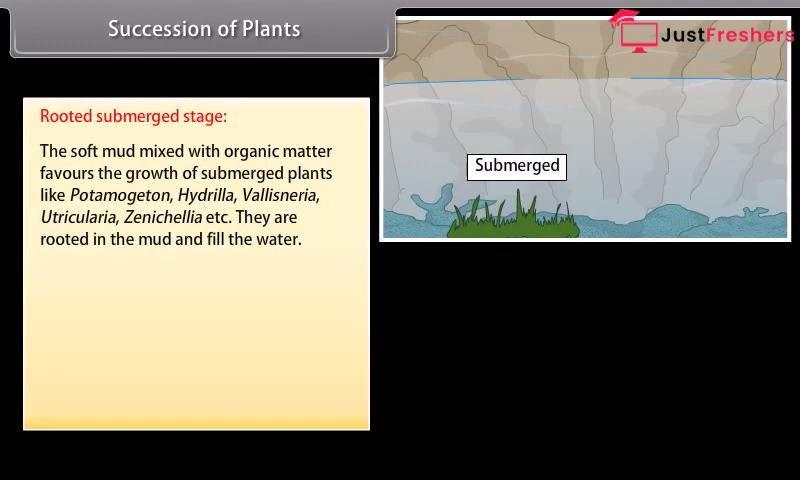 Succession of Plants
JustFreshers
Rooted submerged stage:
The soft mud mixed with organic matter
favours the growth of submerged plants
like Potamogeton, Hydrilla, Vallisneria,
Utricularia, Zenichellia etc. They are
rooted in the mud and fill the water.
Submerged